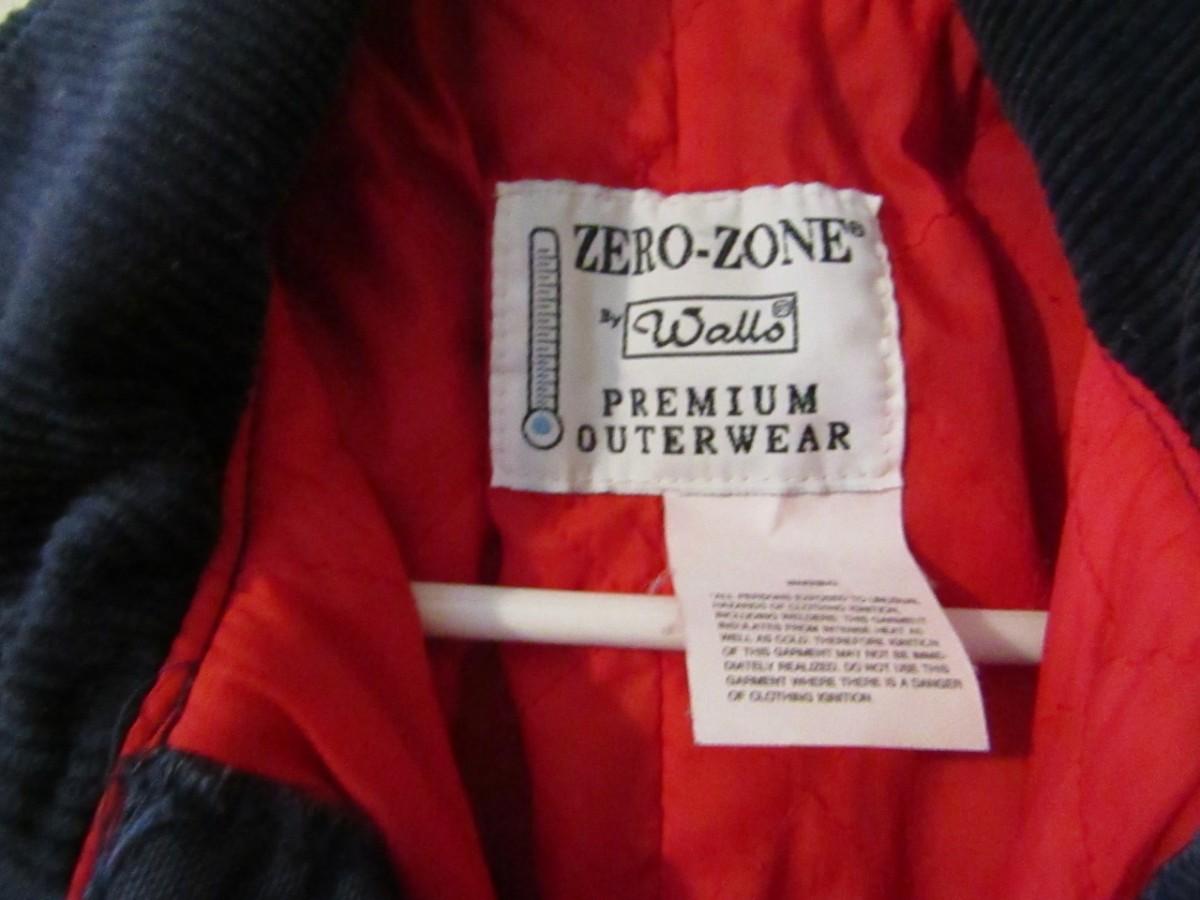 ZERO-ZONE®
By Walls®
PREMIUM
OUTERWEAR
WARNING
"ALL PERSONS EXPOSED TO UNUSUAL
HAZARDS OF CLOTHING IGNITION,
INCLUDING WELDERS: THIS GARMENT
INSULATES FROM INTENSE HEAT AS
WELL AS COLD. THEREFORE IGNITION
OF THIS GARMENT MAY NOT BE IMME-
DIATELY REALIZED. DO NOT USE THIS
GARMENT WHERE THERE IS A DANGER
OF CLOTHING IGNITION.